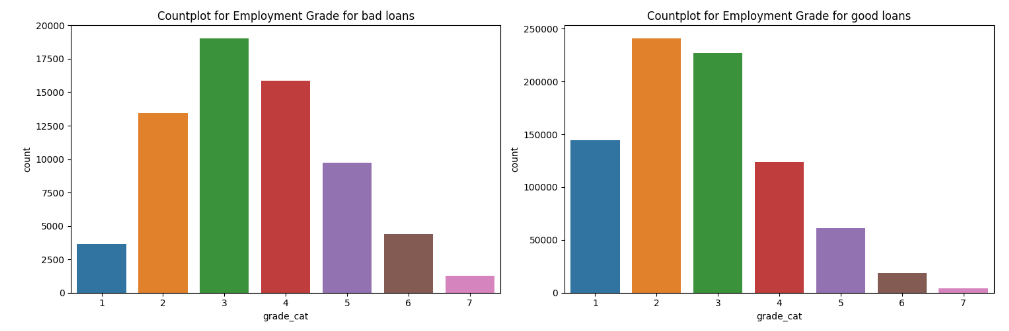 Countplot for Employment Grade for bad loans
20000
17500
15000
12500
10000
7500
5000
2500
0
count
1 2 3 4 5 6 7
grade_cat
Countplot for Employment Grade for good loans
250000
200000
150000
100000
50000
0
count
1 2 3 4 5 6 7
grade_cat